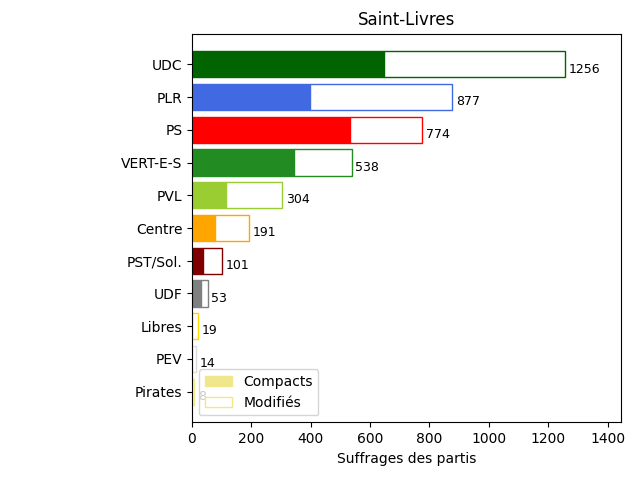 Saint-Livres
UDC 1256
PLR 877
PS 774
VERT-E-S 538
PVL 304
Centre 191
PST/Sol. 101
UDF 53
Libres 19
PEV 14
Pirates 8
Compacts
Modifiés
0 200 400 600 800 1000 1200 1400
Suffrages des partis